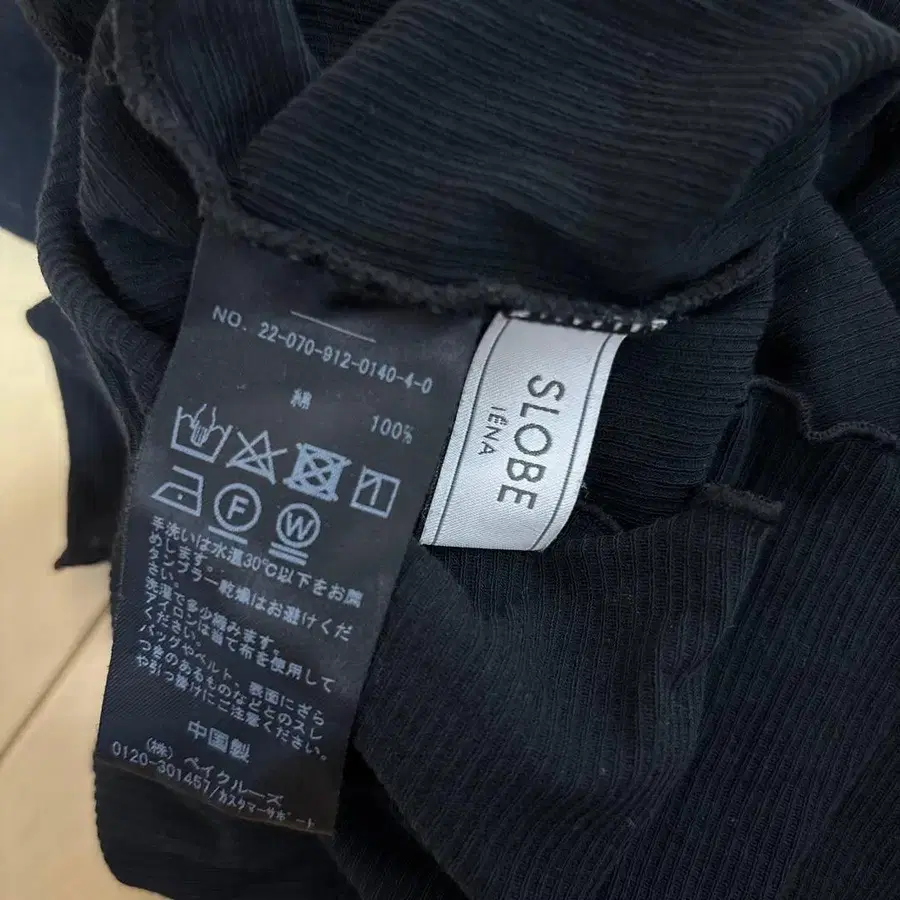 NO. 22-070-912-0140-4-0
綿 100%
F W
手洗いは水温30℃以下をお薦
めします。
タンブラー乾燥はお避けくだ
さい。
洗濯で多少縮みます。
アイロンは当て布を使用して
ください。
バッグやベルト、表面にざら
つきのあるものなどとのスレ
や引っ掛けにご注意ください。
中国製
(株) ベイクルーズ
0120-301457/カスタマーサポート
SLOBE
IÉNA